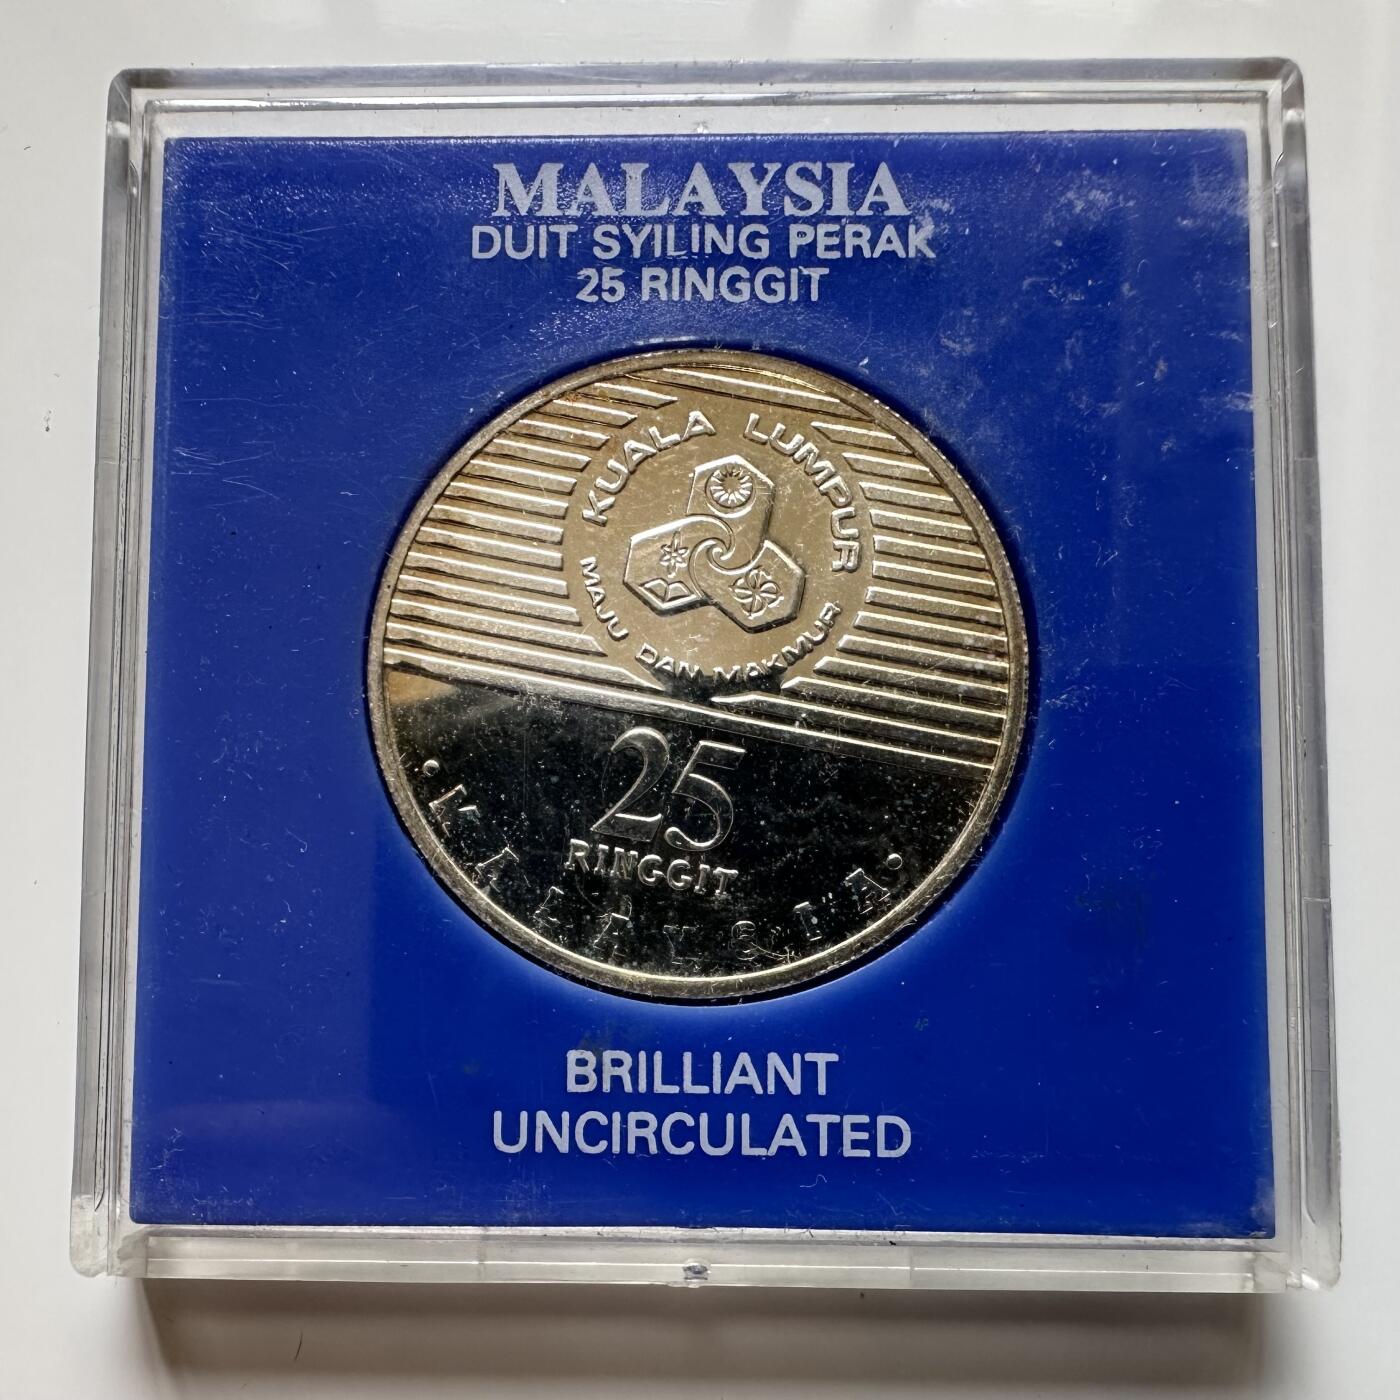 MALAYSIA
DUIT SYILING PERAK
25 RINGGIT
KUALA LUMPUR
MAJU DAN MAKMUR
25
RINGGIT
• MALAYSIA •
BRILLIANT
UNCIRCULATED